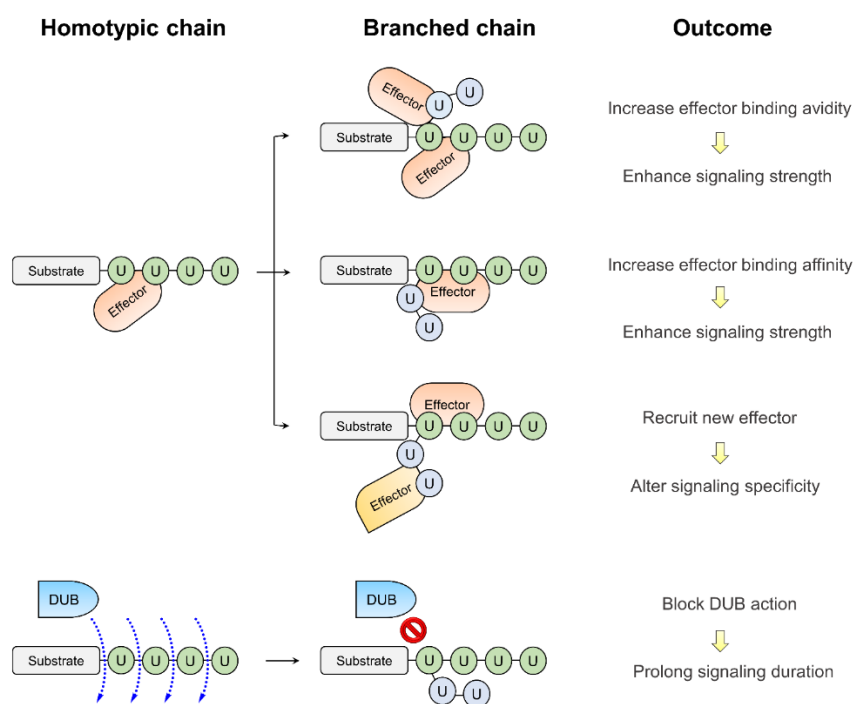 Homotypic chain Branched chain Outcome
Effector U U
Substrate U U U U
Effector
Increase effector binding avidity
Enhance signaling strength
Substrate U U U U
Effector
Substrate U U U U
U Effector
U
Increase effector binding affinity
Enhance signaling strength
Effector
Substrate U U U U
U
Effector U
Recruit new effector
Alter signaling specificity
DUB
Substrate U U U U
DUB
Substrate U U U U
U U
Block DUB action
Prolong signaling duration